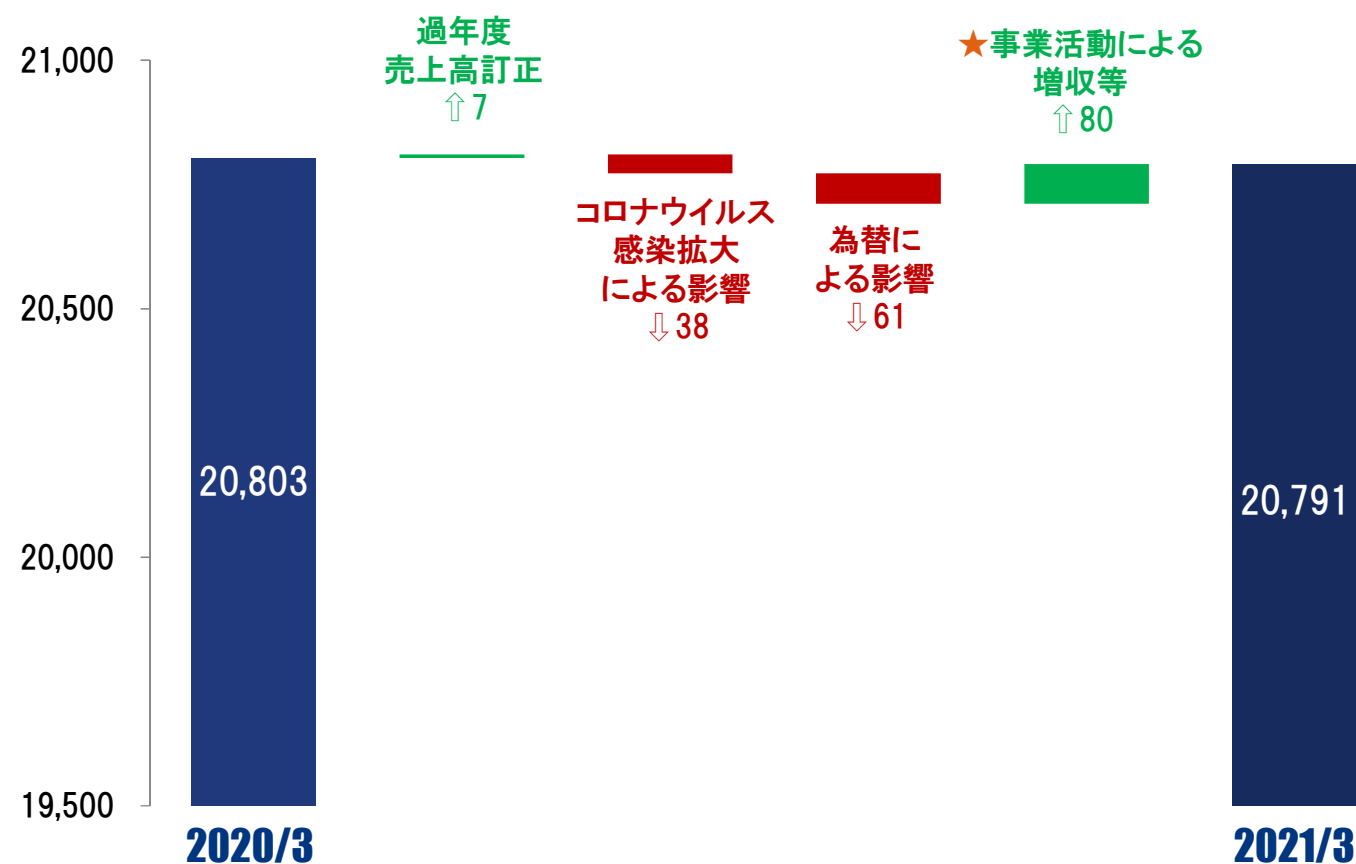 21,000
20,500
20,000
19,500
過年度
売上高訂正
⇧7
コロナウイルス
感染拡大
による影響
⇩38
為替に
よる影響
⇩61
★事業活動による
増収等
⇧80
20,803
20,791
2020/3
2021/3